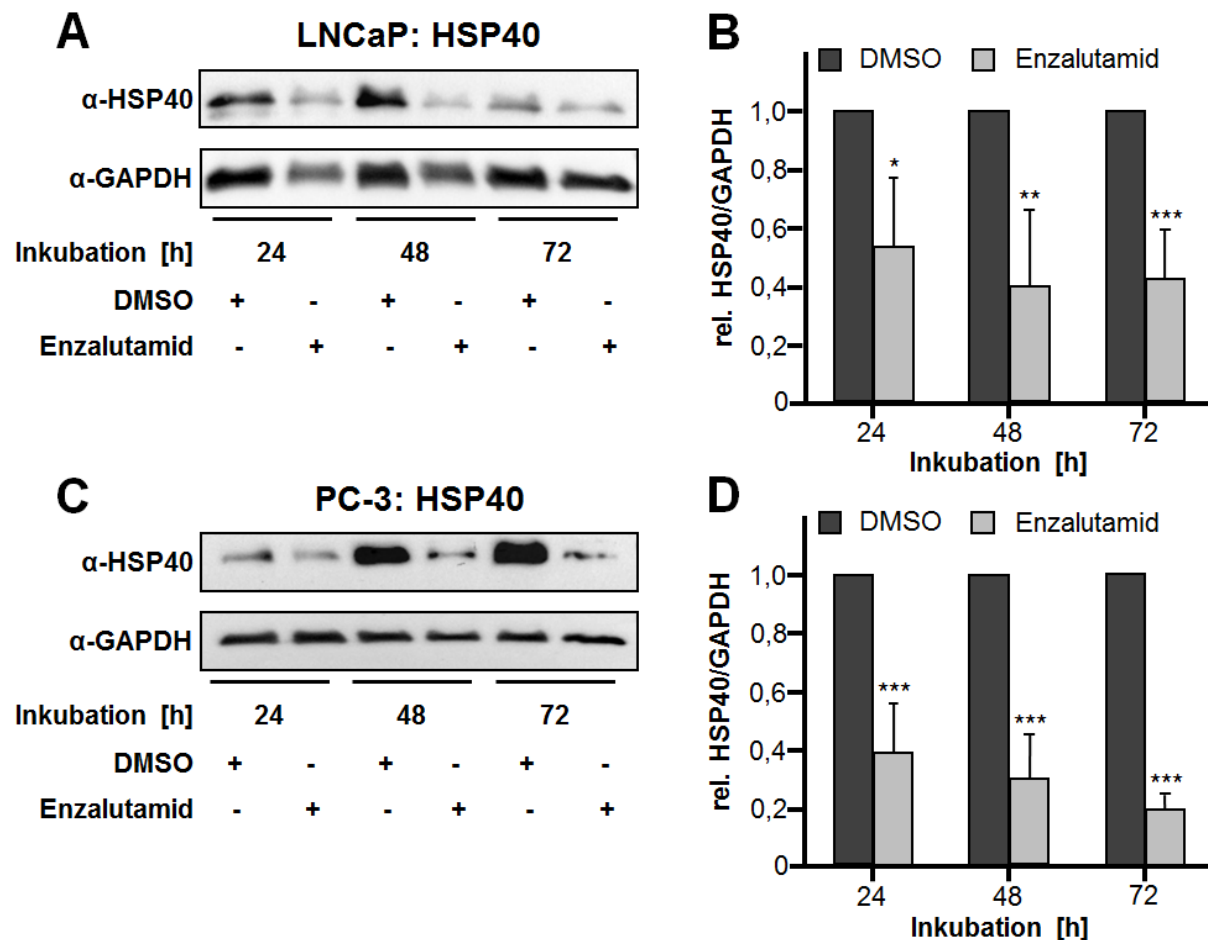 A
LNCaP: HSP40
α-HSP40
α-GAPDH
Inkubation [h] 24 48 72
DMSO + - + - + -
Enzalutamid - + - + - +
B
DMSO Enzalutamid
rel. HSP40/GAPDH
1,0
0,8
0,6
0,4
0,2
0
*
**
***
24 48 72
Inkubation [h]
C
PC-3: HSP40
α-HSP40
α-GAPDH
Inkubation [h] 24 48 72
DMSO + - + - + -
Enzalutamid - + - + - +
D
DMSO Enzalutamid
rel. HSP40/GAPDH
1,0
0,8
0,6
0,4
0,2
0
***
***
***
24 48 72
Inkubation [h]